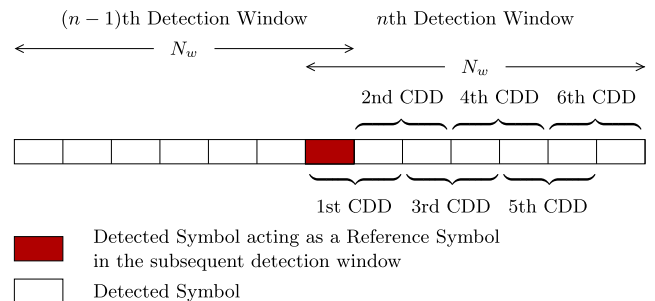 (n − 1)th Detection Window nth Detection Window
N_w
N_w
2nd CDD 4th CDD 6th CDD
1st CDD 3rd CDD 5th CDD
Detected Symbol acting as a Reference Symbol
in the subsequent detection window
Detected Symbol